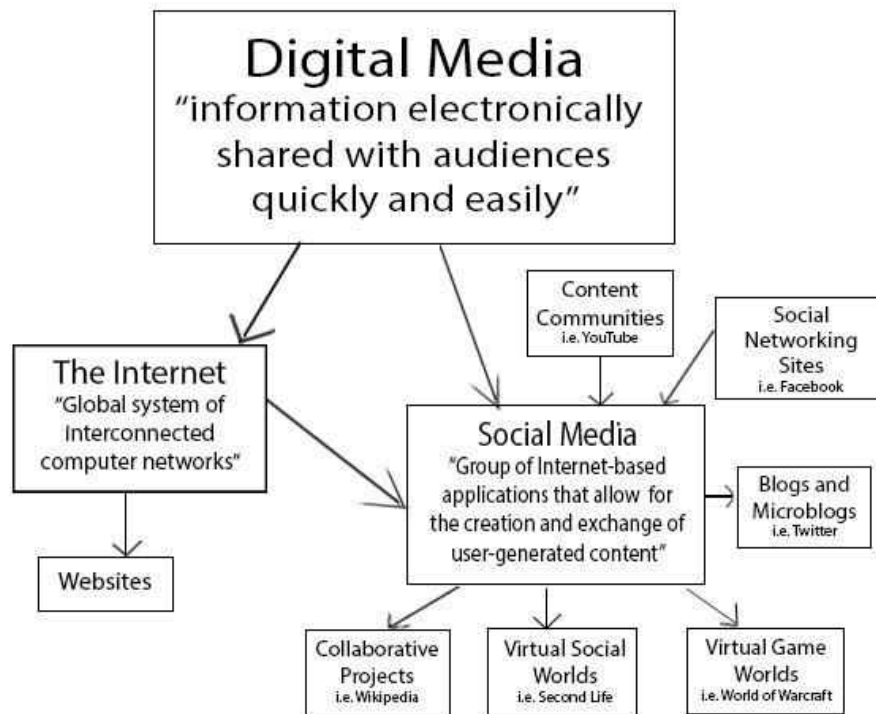 Digital Media
"information electronically
shared with audiences
quickly and easily"
Content
Communities
i.e. YouTube
Social
Networking
Sites
i.e. Facebook
The Internet
"Global system of
interconnected
computer networks"
Social Media
"Group of Internet-based
applications that allow for
the creation and exchange of
user-generated content"
Blogs and
Microblogs
i.e. Twitter
Websites
Collaborative
Projects
i.e. Wikipedia
Virtual Social
Worlds
i.e. Second Life
Virtual Game
Worlds
i.e. World of Warcraft